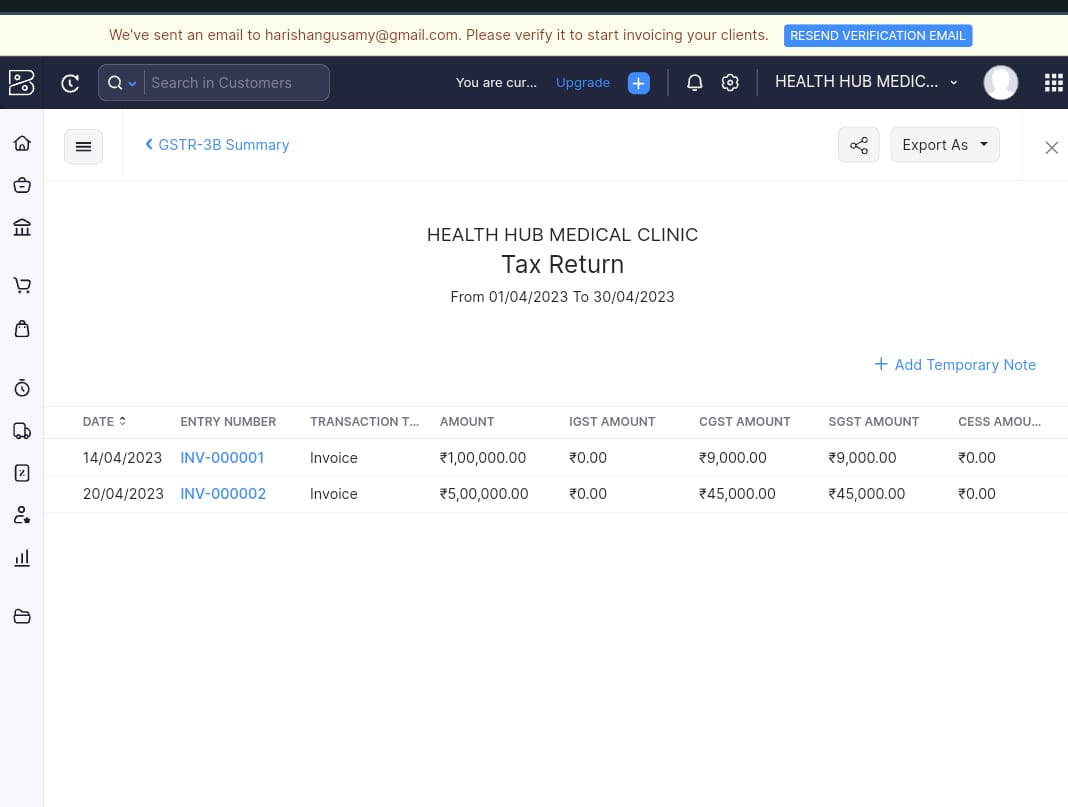 We've sent an email to harishangusamy@gmail.com. Please verify it to start invoicing your clients. RESEND VERIFICATION EMAIL
Search in Customers You are cur... Upgrade HEALTH HUB MEDIC...
GSTR-3B Summary Export As
HEALTH HUB MEDICAL CLINIC
Tax Return
From 01/04/2023 To 30/04/2023
Add Temporary Note
DATE ENTRY NUMBER TRANSACTION T... AMOUNT IGST AMOUNT CGST AMOUNT SGST AMOUNT CESS AMOU...
14/04/2023 INV-000001 Invoice ₹1,00,000.00 ₹0.00 ₹9,000.00 ₹9,000.00 ₹0.00
20/04/2023 INV-000002 Invoice ₹5,00,000.00 ₹0.00 ₹45,000.00 ₹45,000.00 ₹0.00